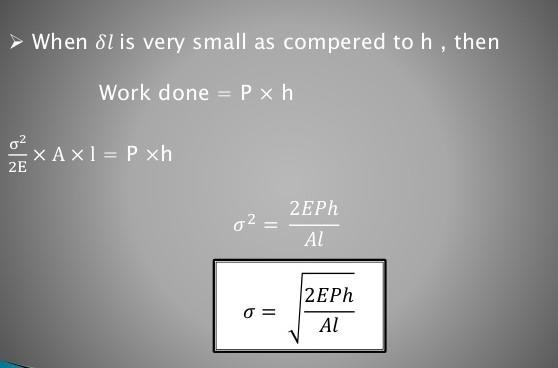 ➢ When δl is very small as compered to h , then
Work done = P × h
σ²/2E × A × l = P ×h
σ² = 2EPh/Al
σ = √(2EPh/Al)